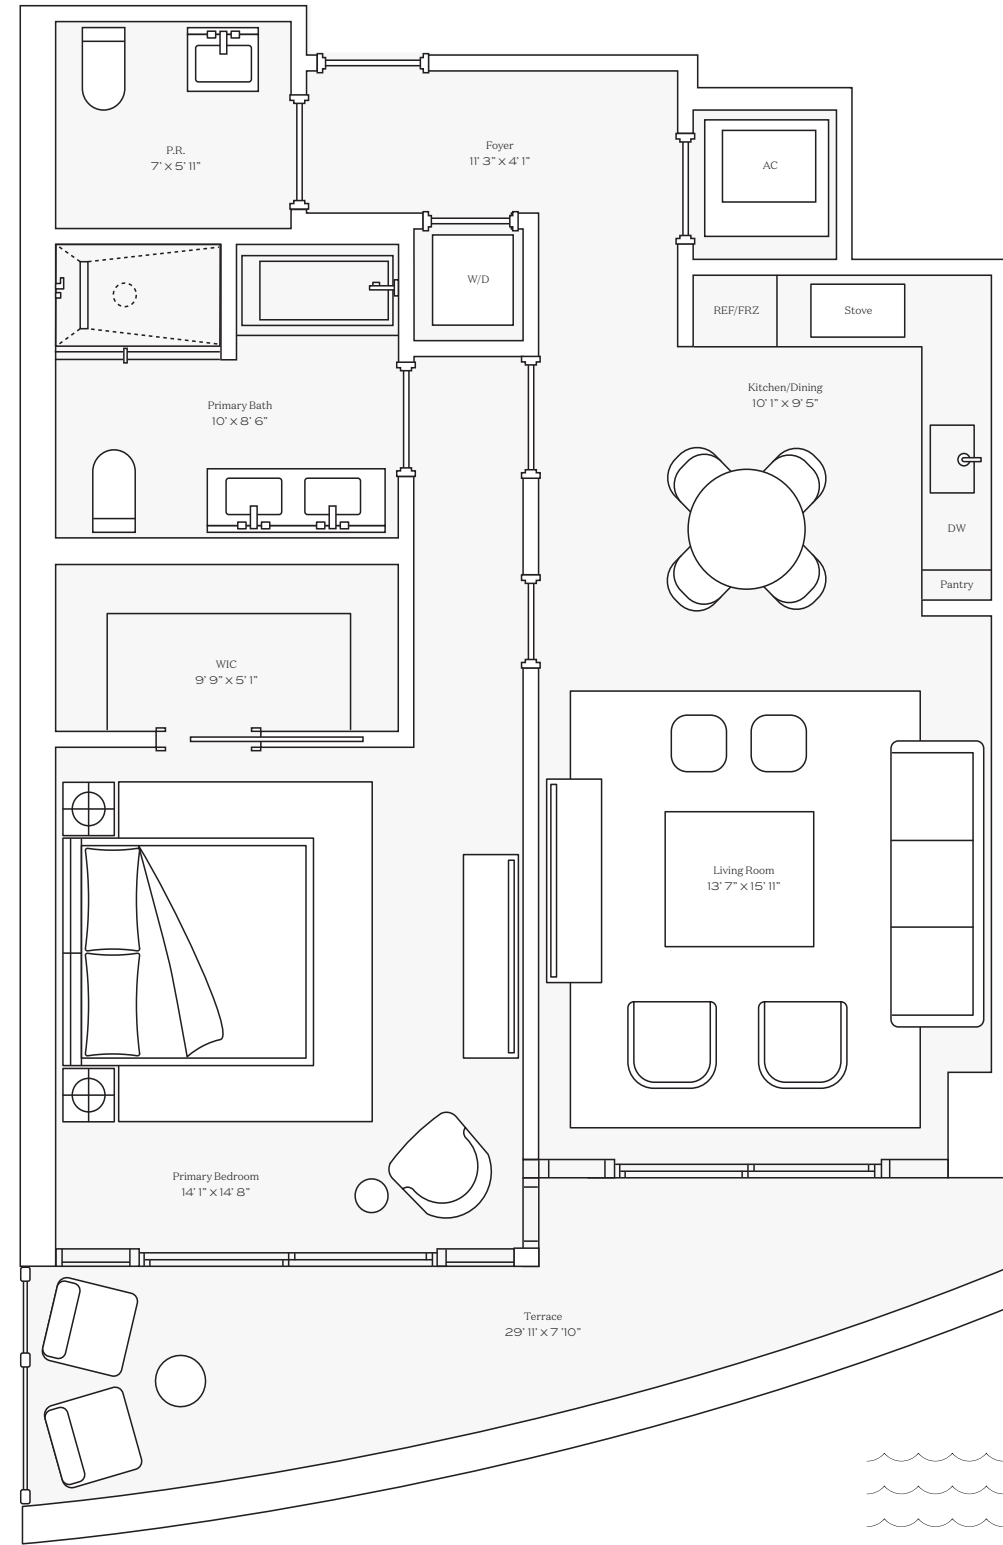 P.R.
7’ X 5’ 11”
Foyer
11’ 3” X 4’ 1”
AC
W/D
REF/FRZ
Stove
Kitchen/Dining
10’ 1” X 9’ 5”
Primary Bath
10’ X 8’ 6”
DW
Pantry
WIC
9’ 9” X 5’ 1”
Living Room
13’ 7” X 15’ 11”
Primary Bedroom
14’ 1” X 14’ 8”
Terrace
29’ 11’ X 7 ’10”